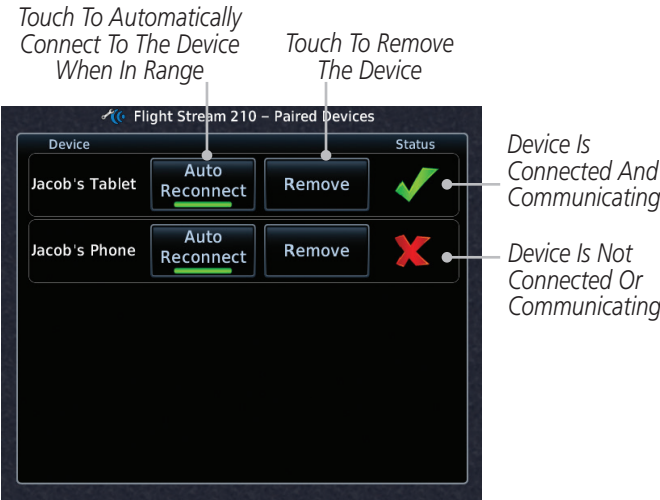 Touch To Automatically
Connect To The Device
When In Range
Touch To Remove
The Device
Flight Stream 210 – Paired Devices
Device
Status
Jacob's Tablet
Auto
Reconnect
Remove
Device Is
Connected And
Communicating
Jacob's Phone
Auto
Reconnect
Remove
Device Is Not
Connected Or
Communicating